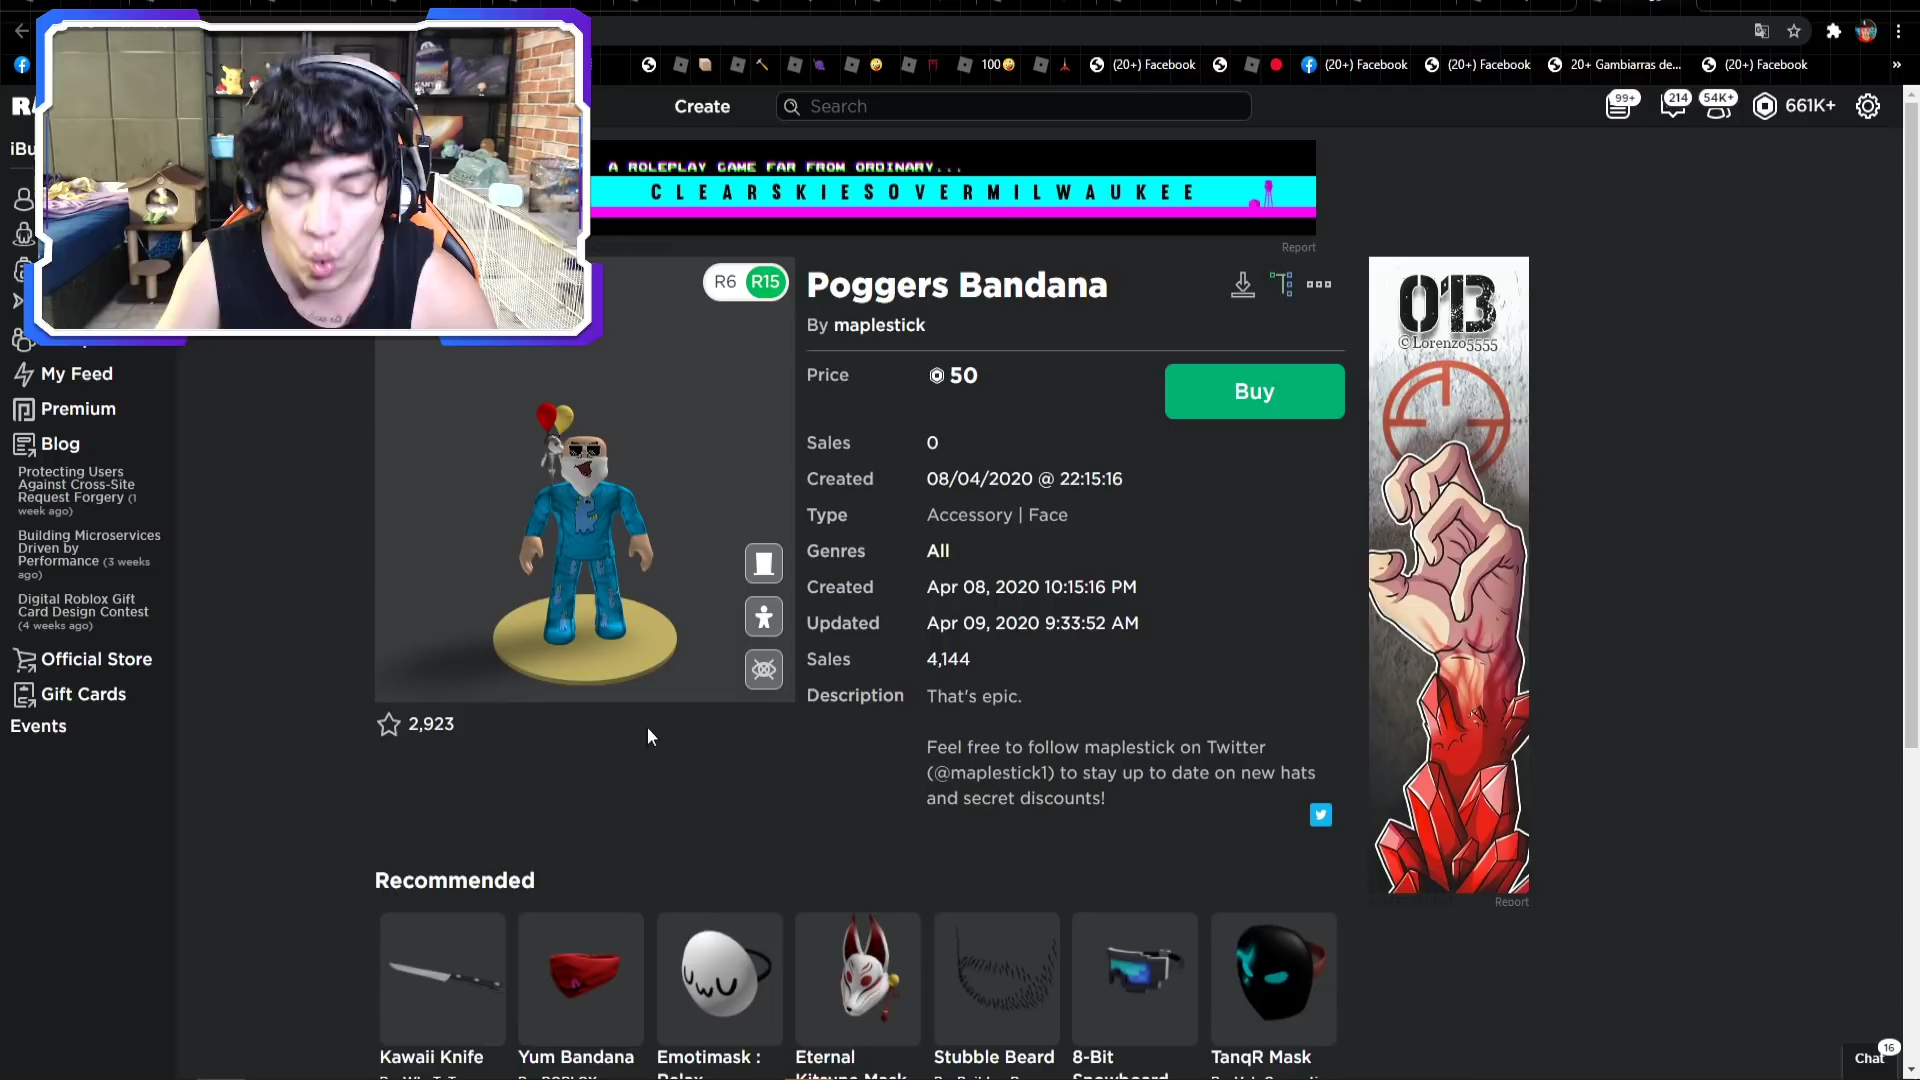 100
(20+) Facebook
(20+) Facebook
(20+) Facebook
20+ Gambiarras de...
(20+) Facebook
»
Create
Search
99+
214
54K+
661K+
A ROLEPLAY GAME FAR FROM ORDINARY...
CLEARSKIESOVERMILWAUKEE
Report
R6 R15
Poggers Bandana
By maplestick
Price 50
Buy
Sales 0
Created 08/04/2020 @ 22:15:16
Type Accessory | Face
Genres All
Created Apr 08, 2020 10:15:16 PM
Updated Apr 09, 2020 9:33:52 AM
Sales 4,144
Description That's epic.
Feel free to follow maplestick on Twitter
(@maplestick1) to stay up to date on new hats
and secret discounts!
2,923
iBu
My Feed
Premium
Blog
Protecting Users
Against Cross-Site
Request Forgery (1
week ago)
Building Microservices
Driven by
Performance (3 weeks
ago)
Digital Roblox Gift
Card Design Contest
(4 weeks ago)
Official Store
Gift Cards
Events
013
©Lorenzo5555
Report
Recommended
Kawaii Knife
Yum Bandana
Emotimask :
Eternal
Stubble Beard
8-Bit
TanqR Mask
Kitsune Mask
Snowboard
Chat
16